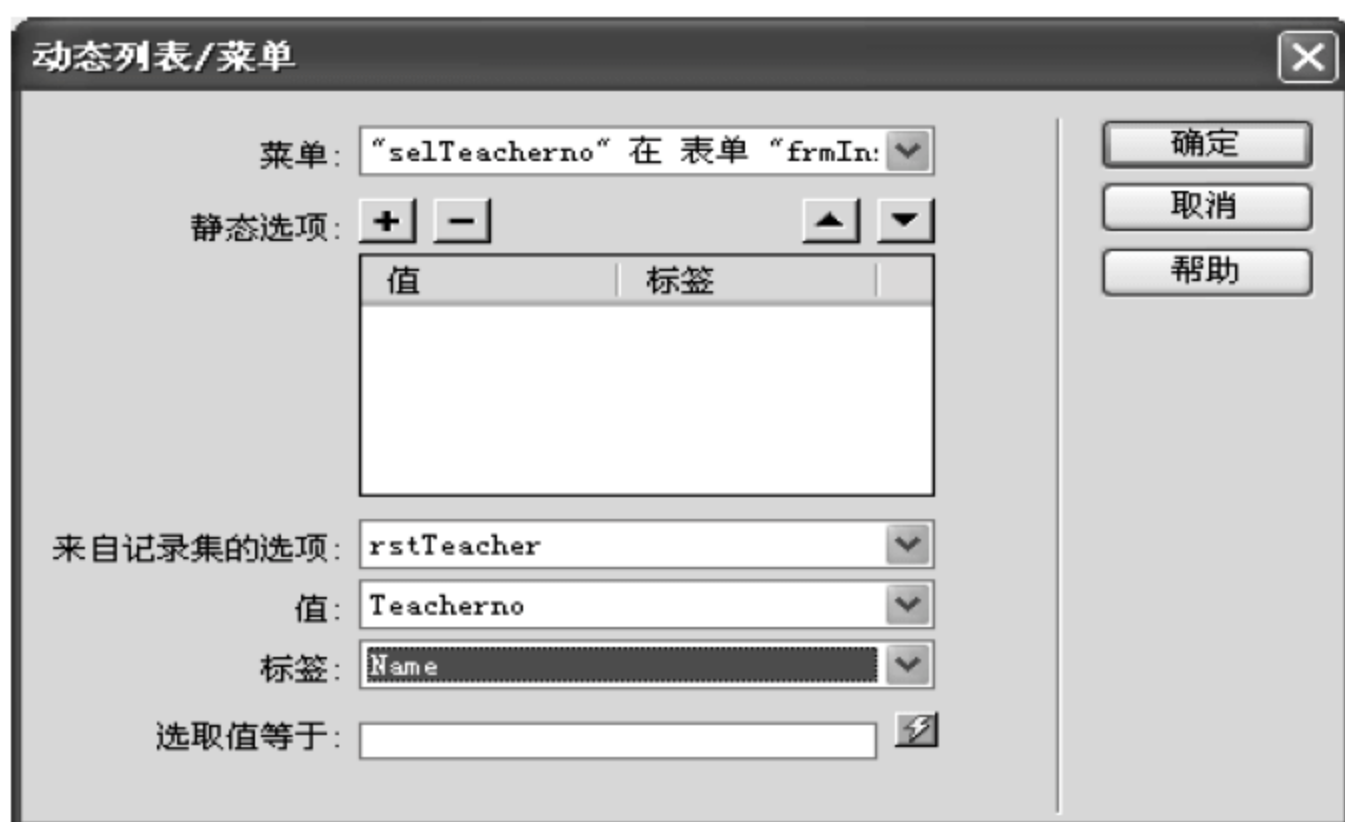 动态列表/菜单
菜单: "selTeacherno" 在 表单 "frmIn
确定
静态选项:
取消
值 标签
帮助
来自记录集的选项: rstTeacher
值: Teacherno
标签: Name
选取值等于: